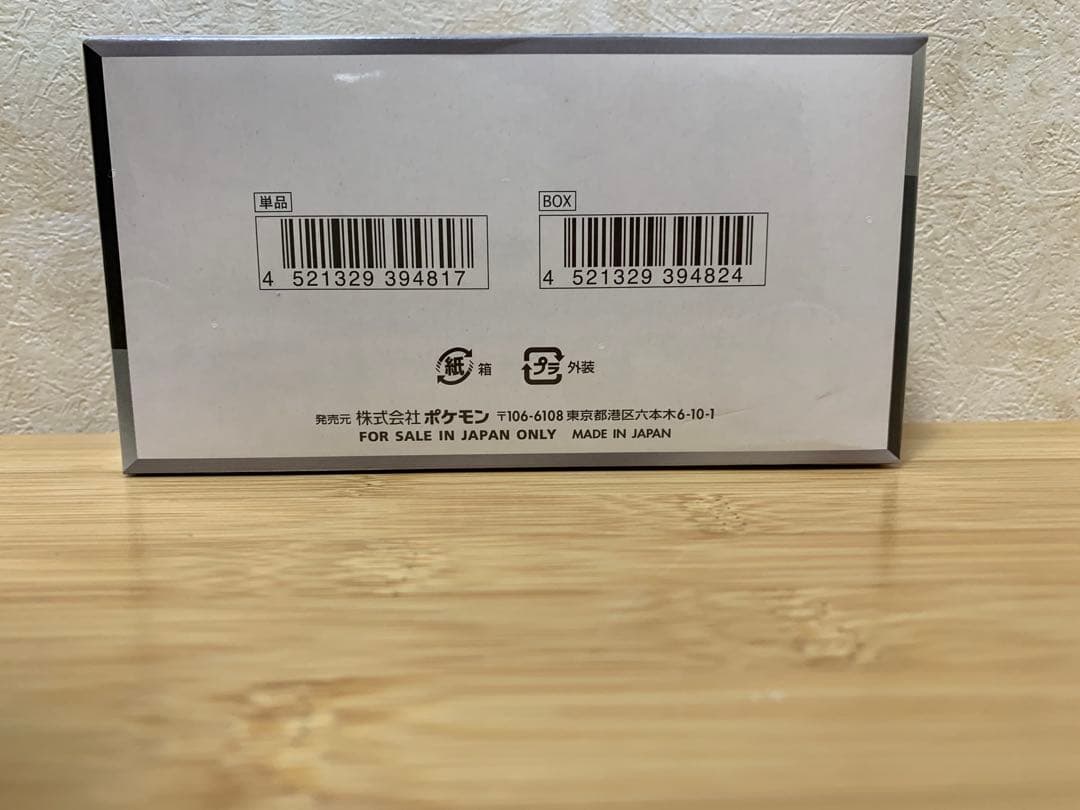 単品
4 521329 394817
BOX
4 521329 394824
紙 箱 プラ 外装
発売元 株式会社 ポケモン 〒106-6108 東京都港区六本木6-10-1
FOR SALE IN JAPAN ONLY MADE IN JAPAN